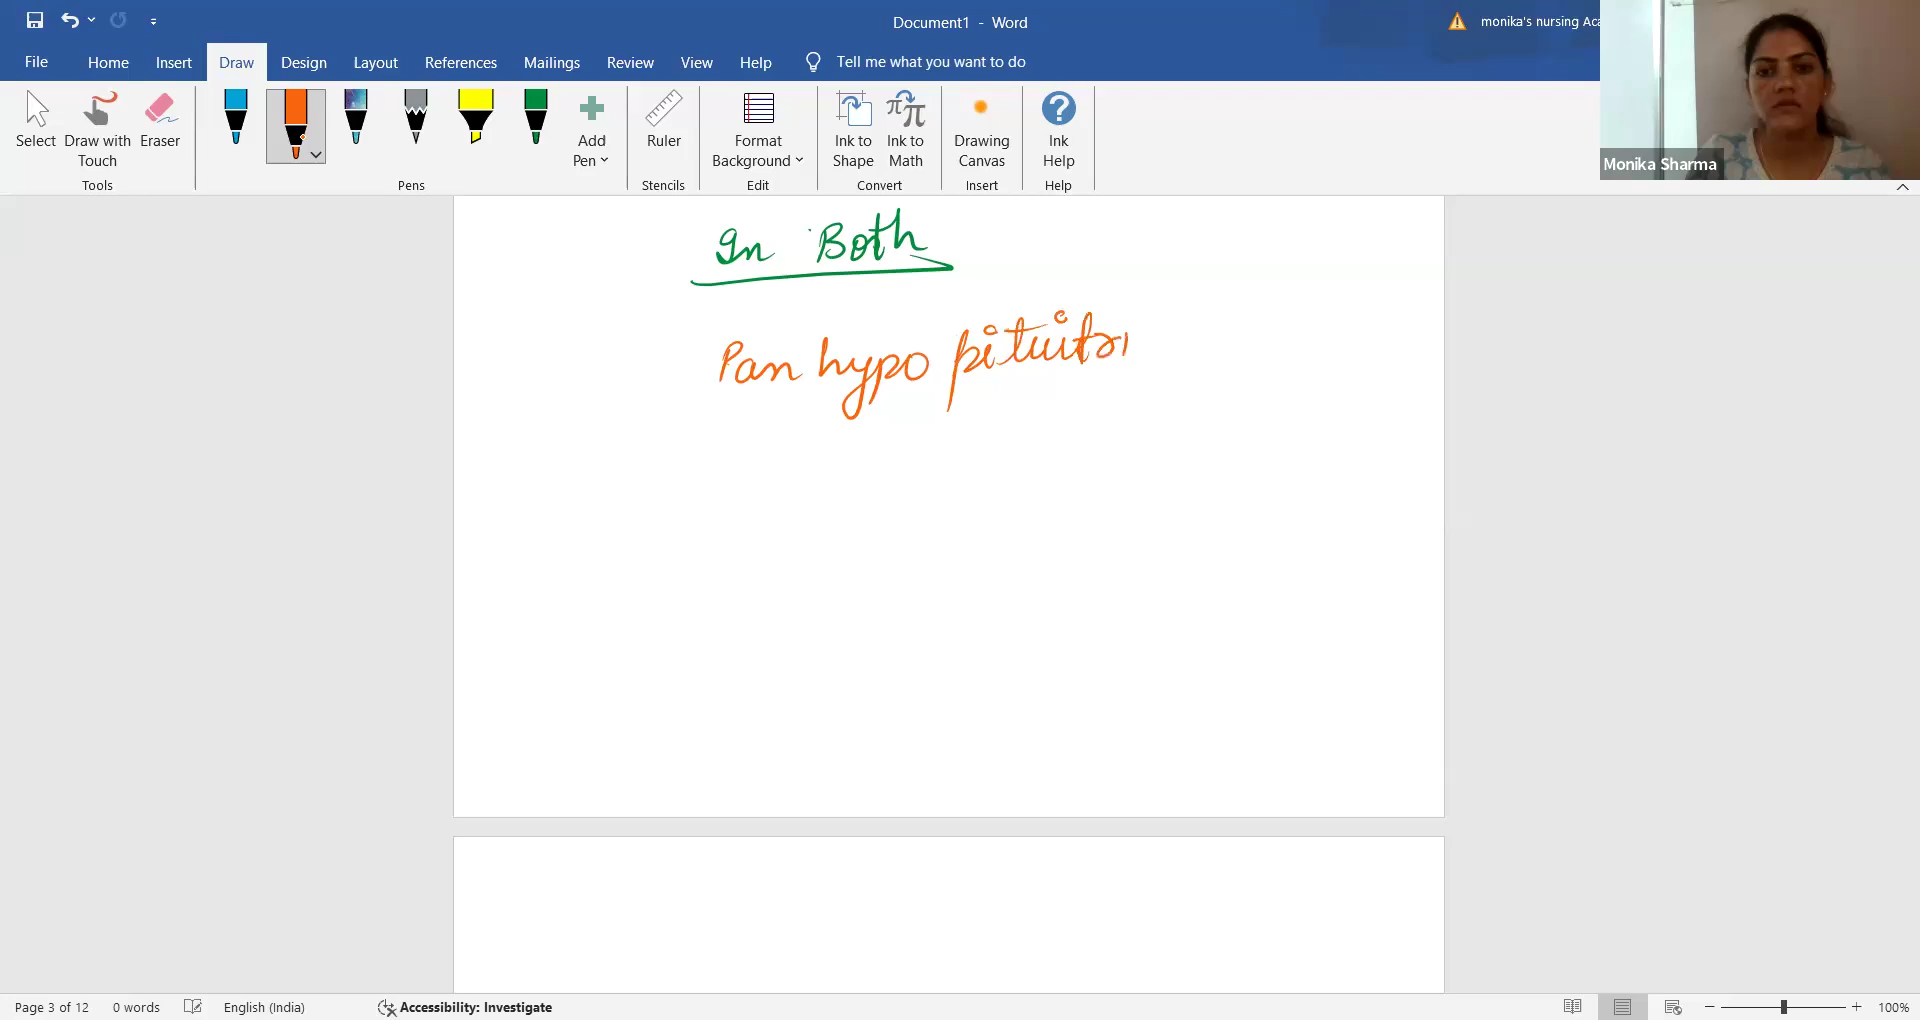 Document1 - Word
monika's nursing Aca
File Home Insert Draw Design Layout References Mailings Review View Help Tell me what you want to do
Select
Draw with Touch
Eraser
Add Pen
Ruler
Format Background
Ink to Shape
Ink to Math
Drawing Canvas
Ink Help
Tools Pens Stencils Edit Convert Insert Help
Monika Sharma
In Both
Pan hypo pituitar
Page 3 of 12 0 words English (India) Accessibility: Investigate 100%